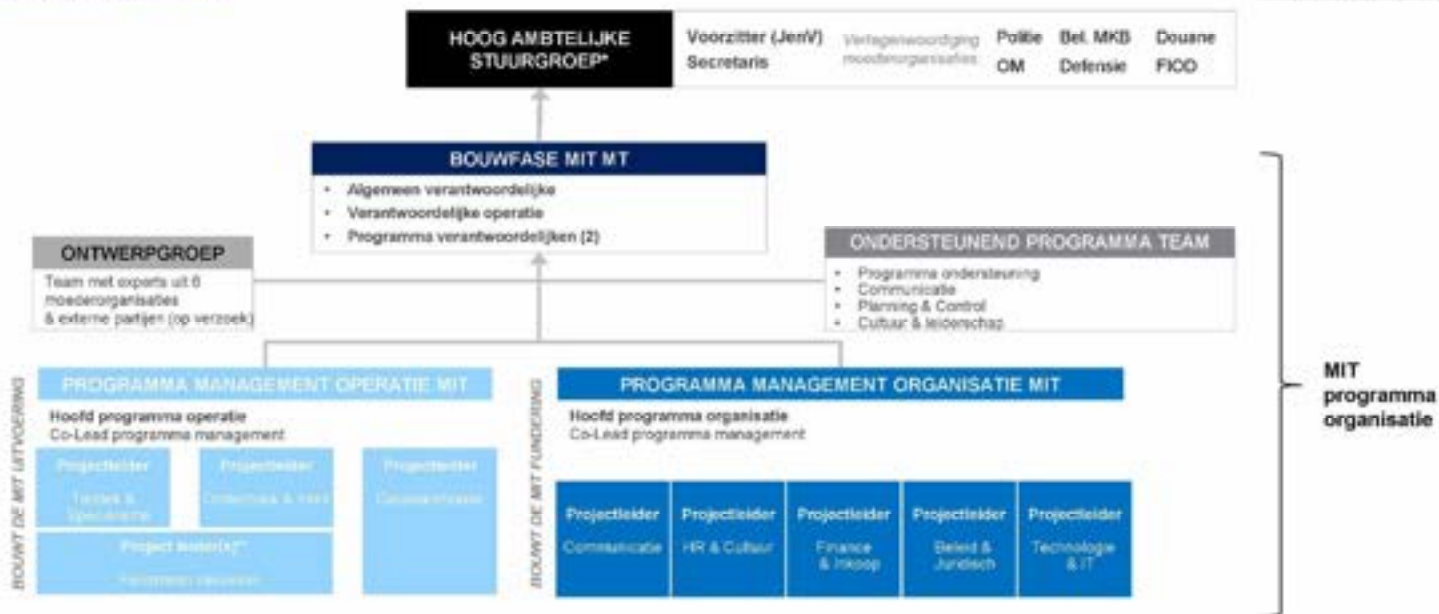 HOOG AMBTELIJKE
STUURGROEP*
Voorzitter (JenV)
Secretaris
Vertegenwoordiging
moederorganisaties
Politie Bel. MKB Douane
OM Defensie FIOD
BOUWFASE MIT MT
• Algemeen verantwoordelijke
• Verantwoordelijke operatie
• Programma verantwoordelijken (2)
ONTWERPGROEP
Team met experts uit 6
moederorganisaties
& externe partijen (op verzoek)
ONDERSTEUNEND PROGRAMMA TEAM
• Programma ondersteuning
• Communicatie
• Planning & Control
• Cultuur & leiderschap
BOUWT DE MIT UITVOERING
PROGRAMMA MANAGEMENT OPERATIE MIT
Hoofd programma operatie
Co-Lead programma management
Projectleider
Projectleider
Projectleider
Project leider(s)**
BOUWT DE MIT FUNDERING
PROGRAMMA MANAGEMENT ORGANISATIE MIT
Hoofd programma organisatie
Co-Lead programma management
Projectleider
Communicatie
Projectleider
HR & Cultuur
Projectleider
Finance
& Inkoop
Projectleider
Beleid &
Juridisch
Projectleider
Technologie
& IT
MIT
programma
organisatie